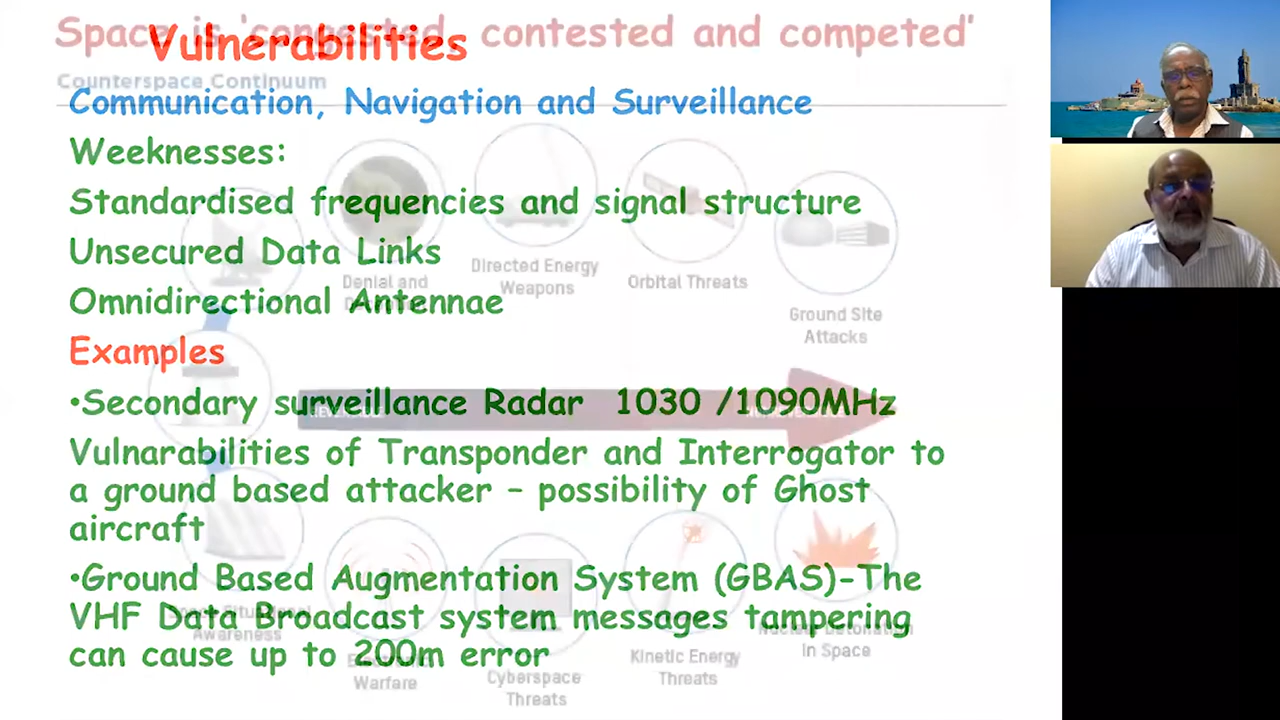 Space is 'congested, contested and competed'
Vulnerabilities
Counterspace Continuum
Communication, Navigation and Surveillance
Weeknesses:
Standardised frequencies and signal structure
Unsecured Data Links
Denial and
Directed Energy
Weapons
Orbital Threats
Ground Site
Attacks
Omnidirectional Antennae
Examples
•Secondary surveillance Radar 1030 /1090MHz
Vulnarabilities of Transponder and Interrogator to
a ground based attacker – possibility of Ghost
aircraft
•Ground Based Augmentation System (GBAS)–The
VHF Data Broadcast system messages tampering
can cause up to 200m error
Awareness
Warfare
Cyberspace
Threats
Kinetic Energy
Threats
In Space